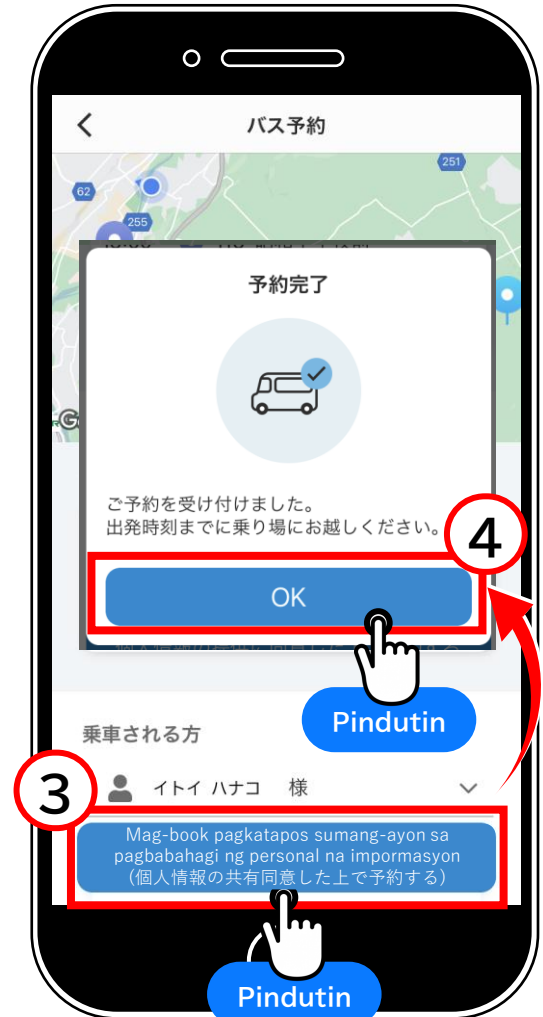 バス予約
251
62
255
予約完了
ご予約を受け付けました。
出発時刻までに乗り場にお越しください。
4
OK
Pindutin
乗車される方
3
イトイ ハナコ 様
Mag-book pagkatapos sumang-ayon sa
pagbabahagi ng personal na impormasyon
(個人情報の共有同意した上で予約する)
Pindutin